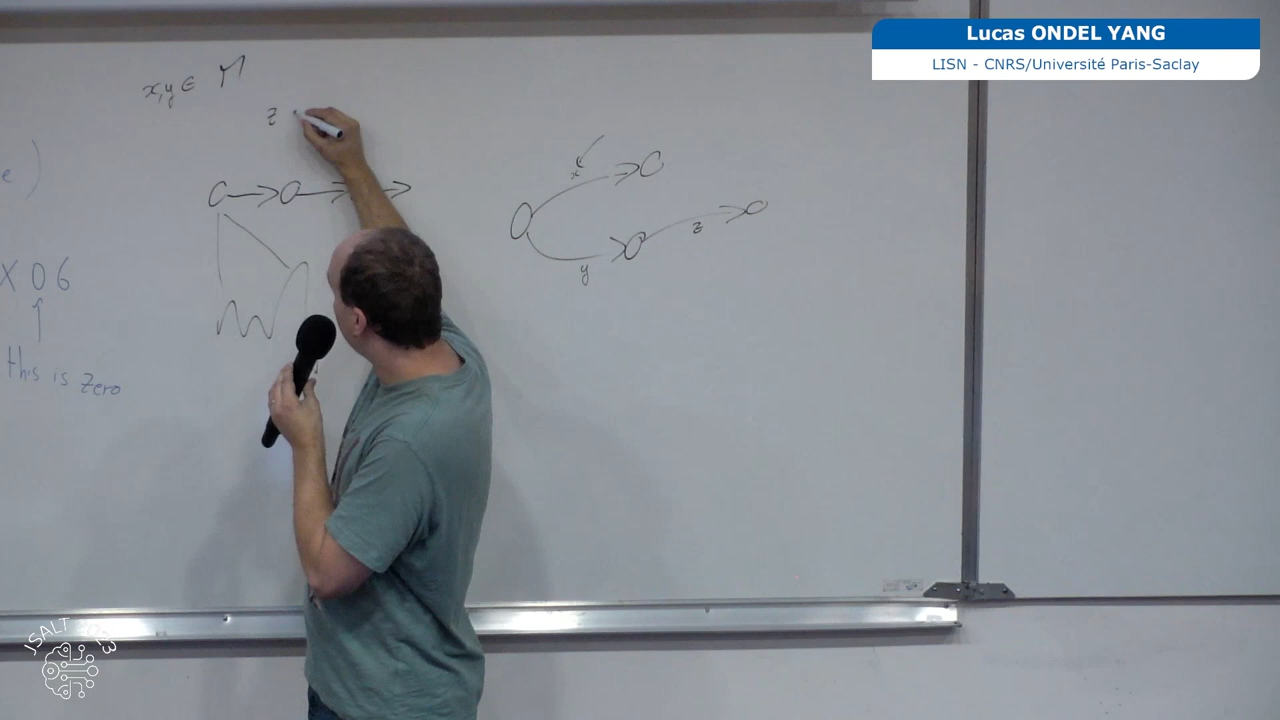 Lucas ONDEL YANG
LISN - CNRS/Université Paris-Saclay
x,y ∈ M
z
e )
x
z
y
X 0 6
this is zero
JSALT 2023